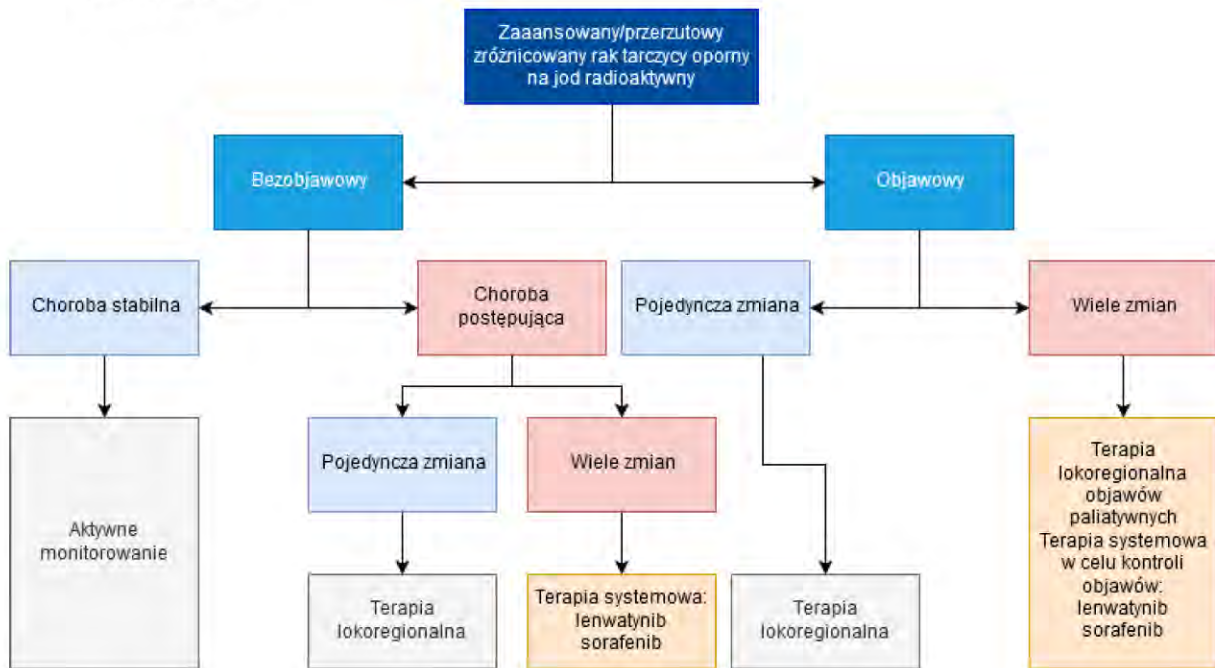 Zaaansowany/przerzutowy
zróżnicowany rak tarczycy oporny
na jod radioaktywny
Bezobjawowy
Objawowy
Choroba stabilna
Choroba
postępująca
Pojedyncza zmiana
Wiele zmian
Aktywne
monitorowanie
Pojedyncza zmiana
Wiele zmian
Terapia
lokoregionalna
Terapia systemowa:
lenwatynib
sorafenib
Terapia
lokoregionalna
Terapia
lokoregionalna
objawów
paliatywnych
Terapia systemowa
w celu kontroli
objawów:
lenwatynib
sorafenib